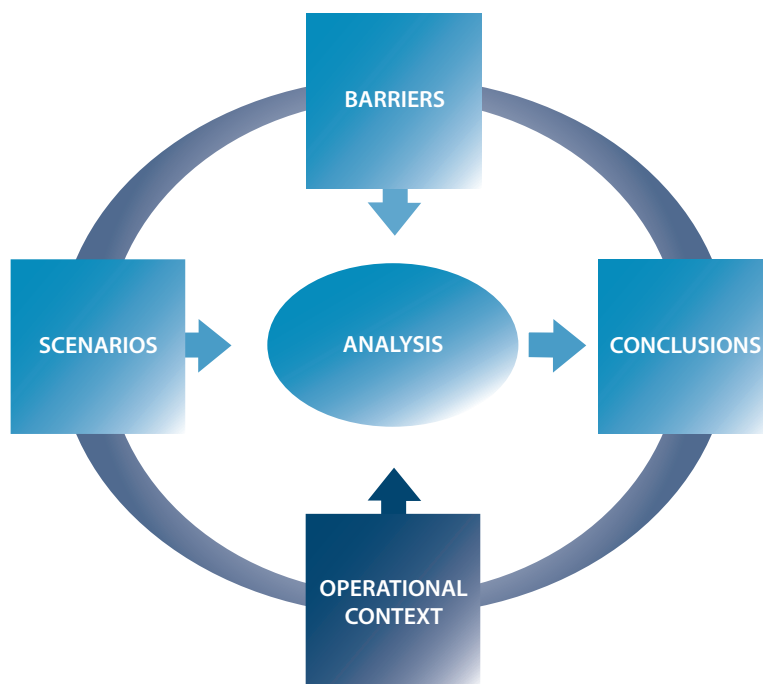 BARRIERS
SCENARIOS
ANALYSIS
CONCLUSIONS
OPERATIONAL
CONTEXT